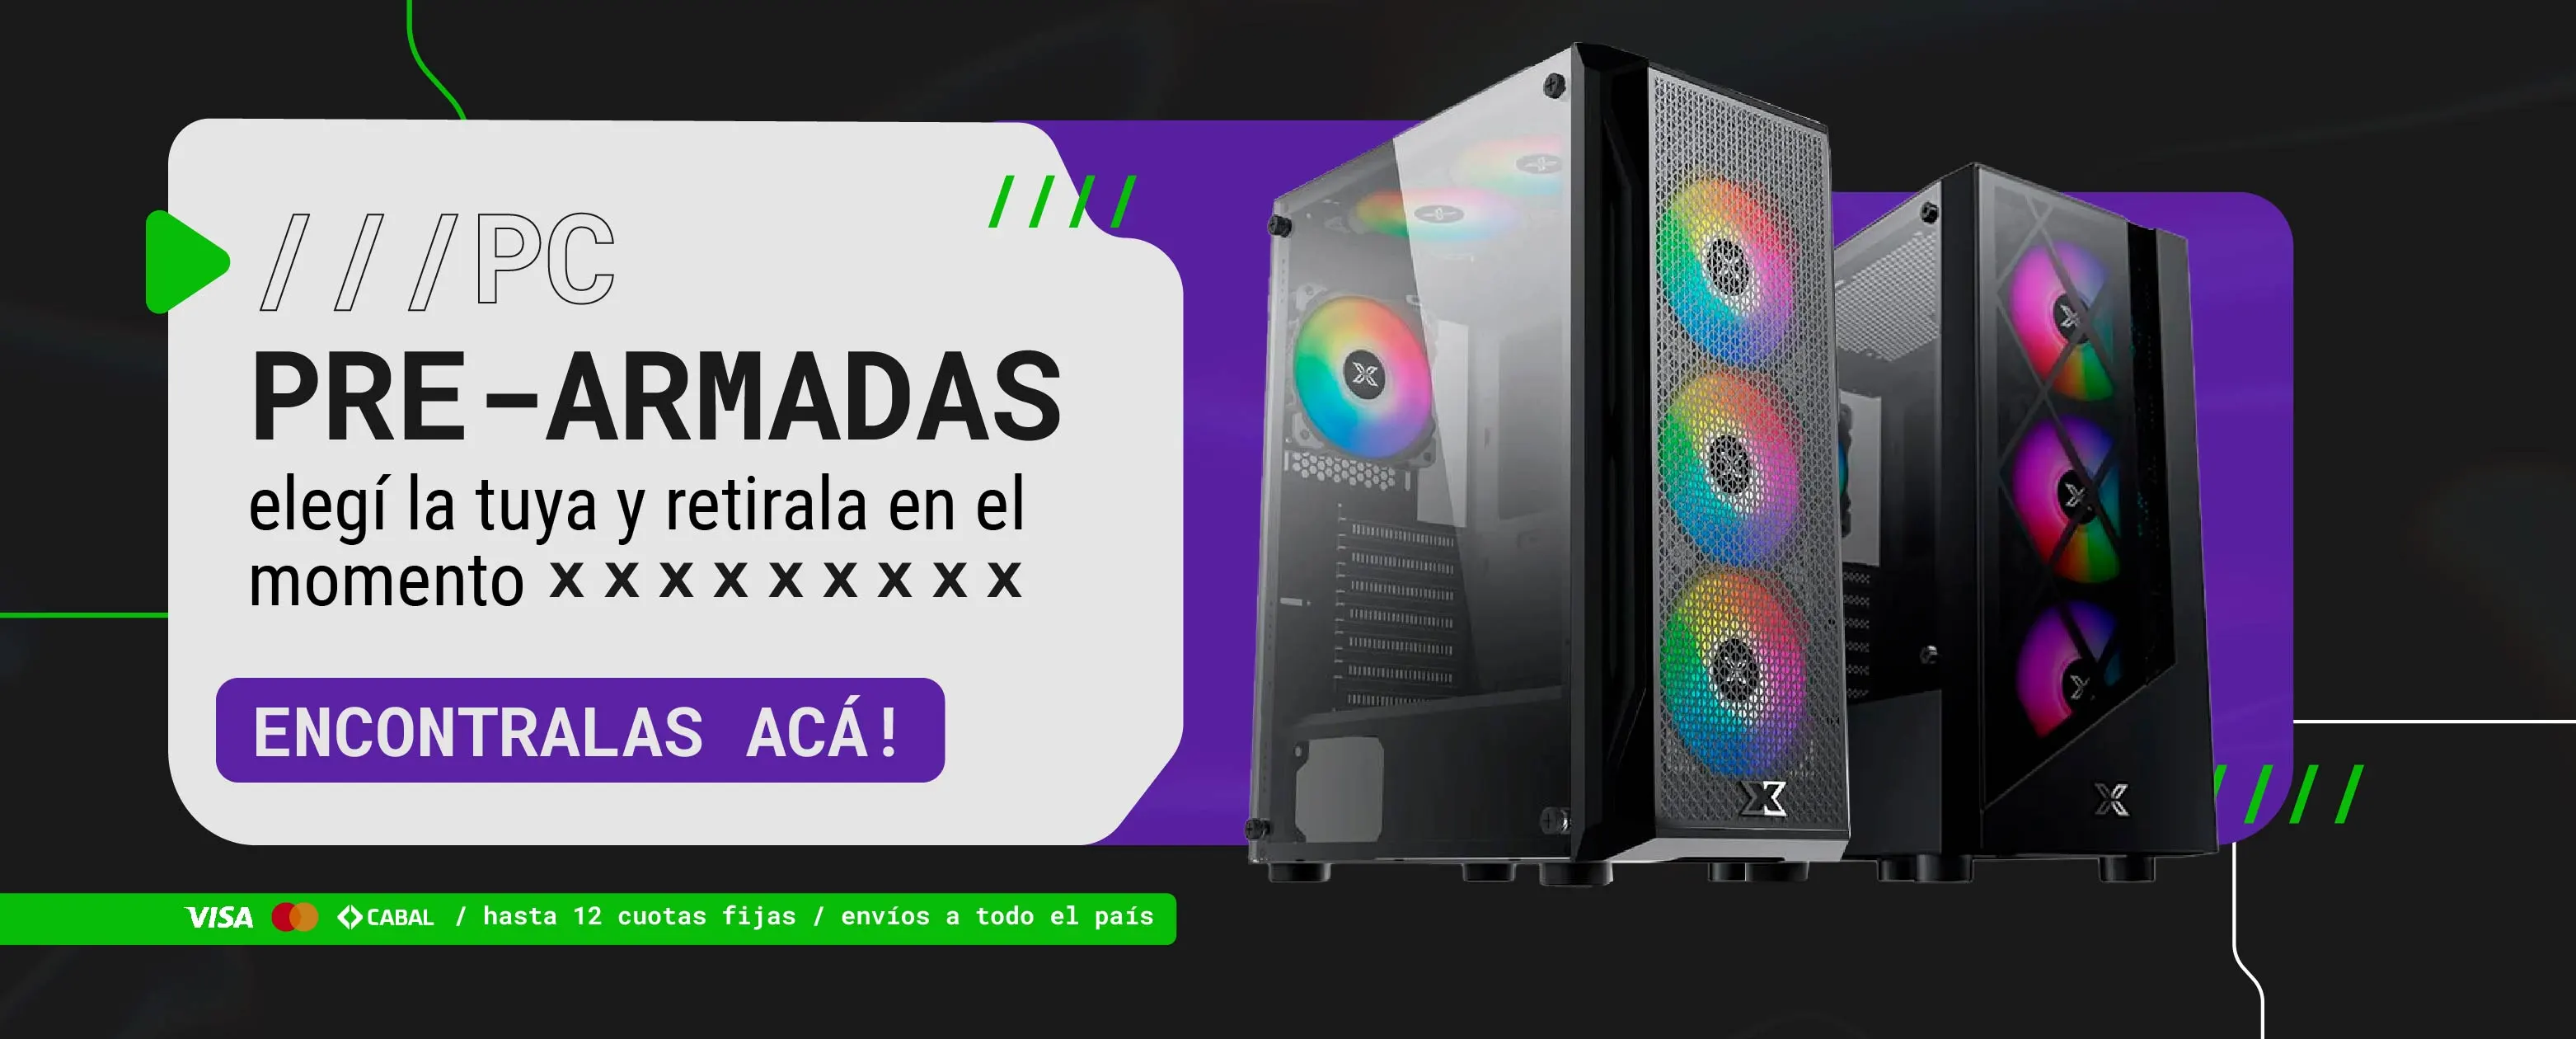 ///PC
PRE-ARMADAS
elegí la tuya y retirala en el
momento x x x x x x x x x
ENCONTRALAS ACÁ!
VISA CABAL / hasta 12 cuotas fijas / envíos a todo el país